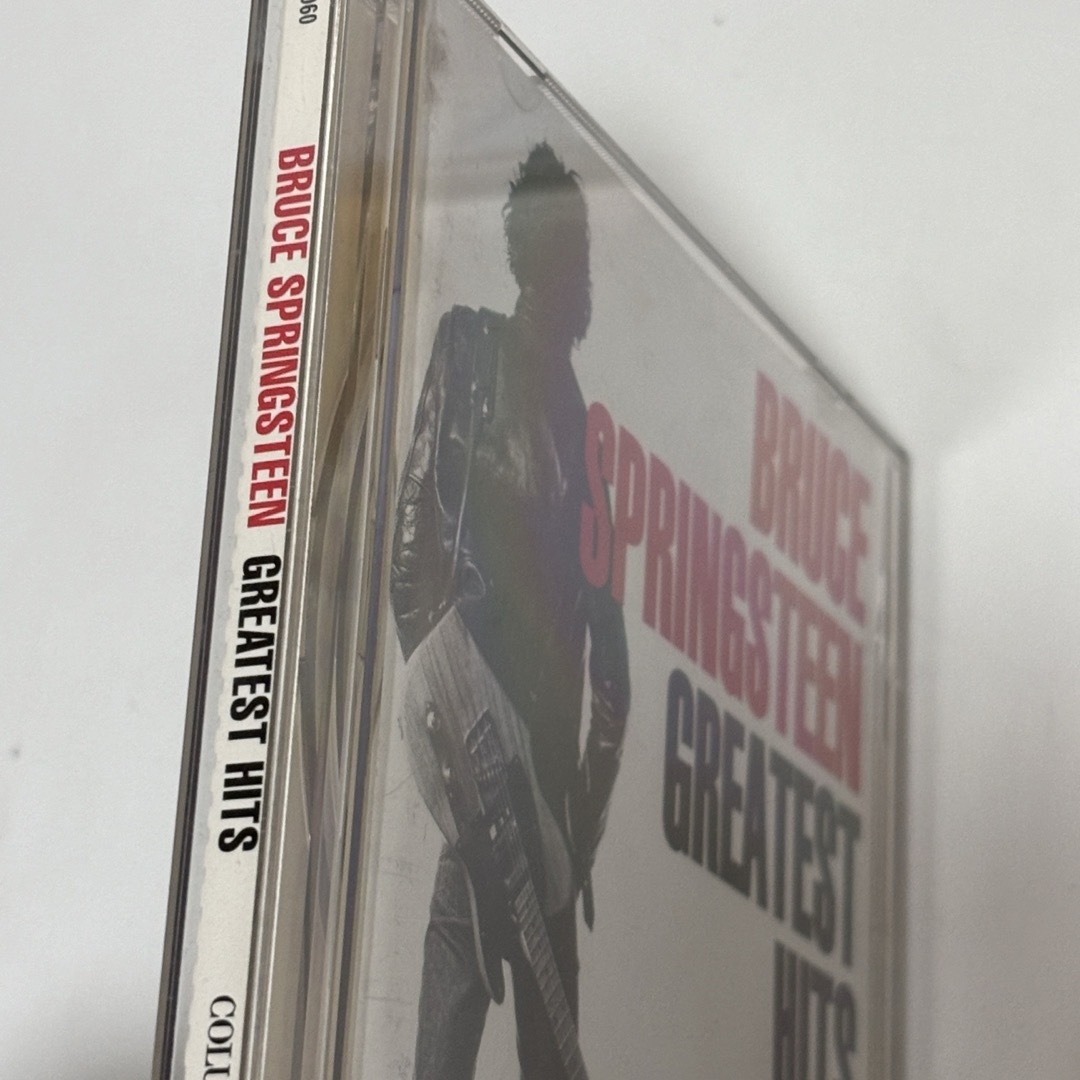 BRUCE SPRINGSTEEN GREATEST HITS
BRUCE
SPRINGSTEEN
GREATEST
HITS